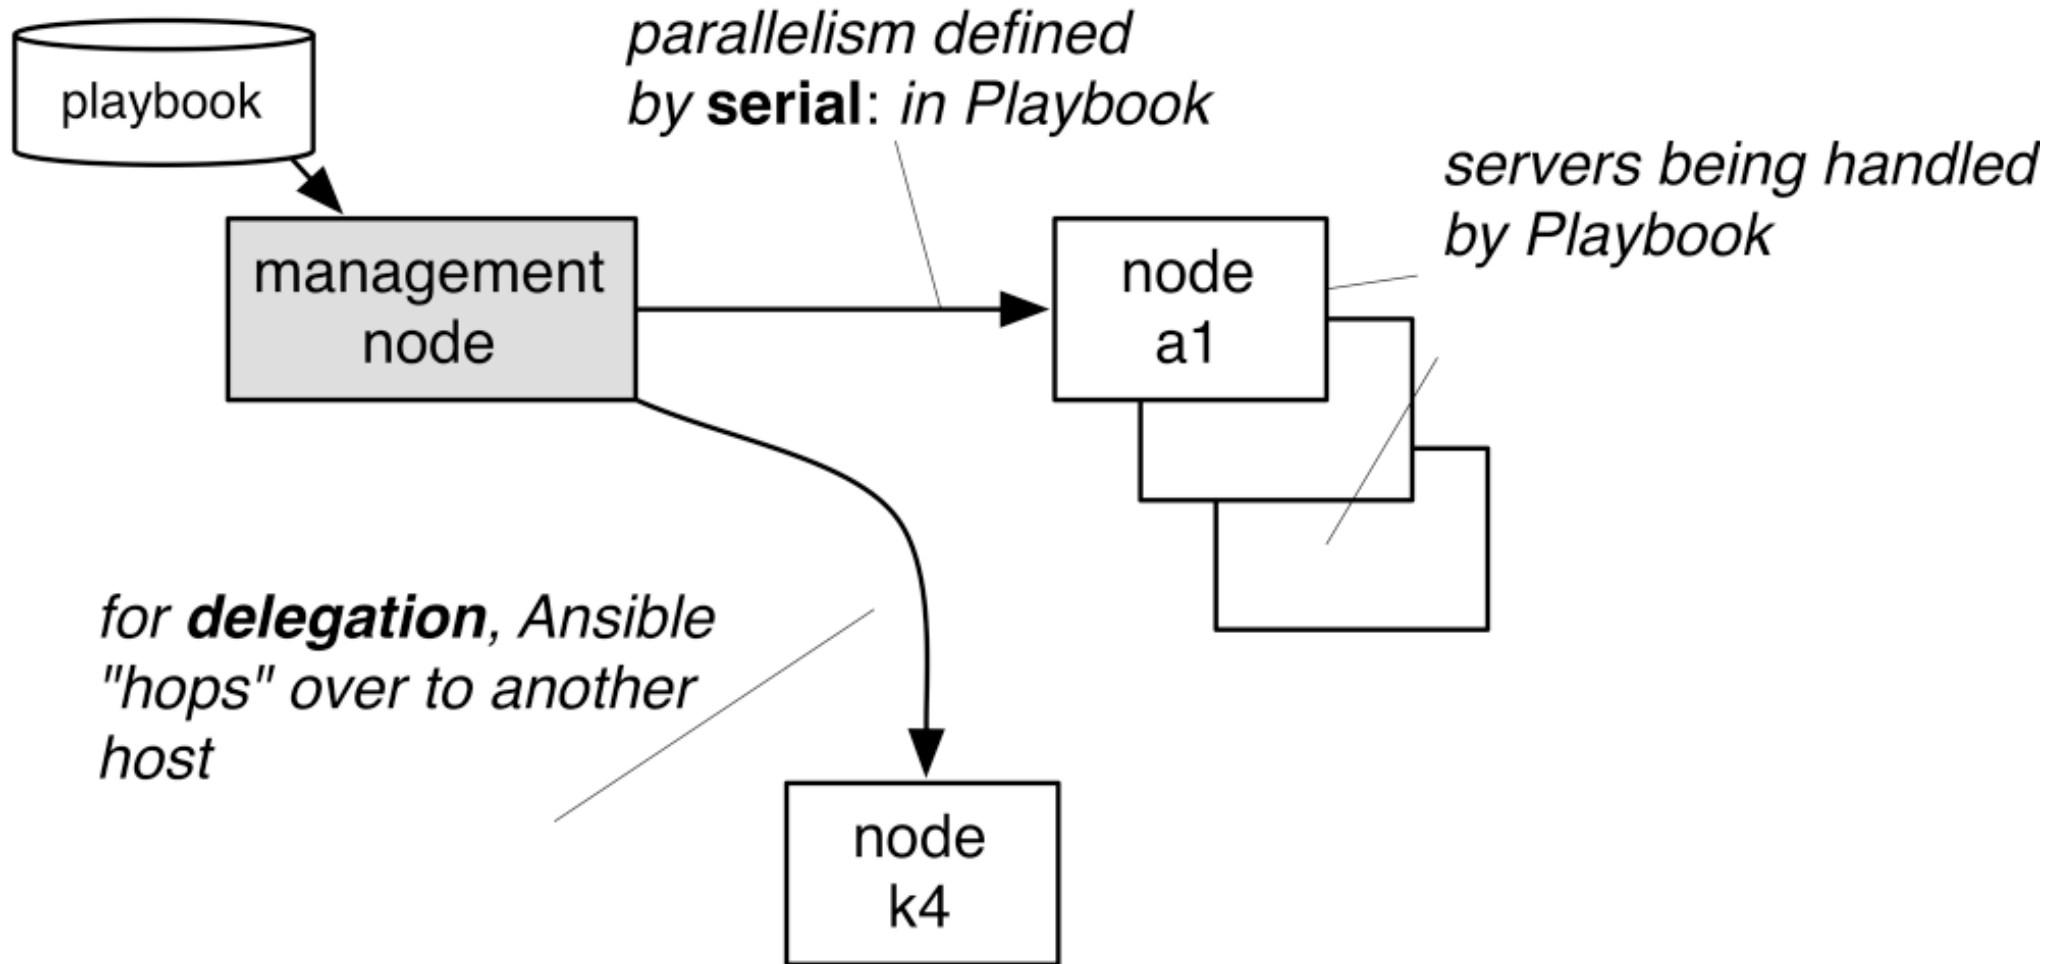 playbook
parallelism defined
by serial: in Playbook
servers being handled
by Playbook
management
node
node
a1
for delegation, Ansible
"hops" over to another
host
node
k4